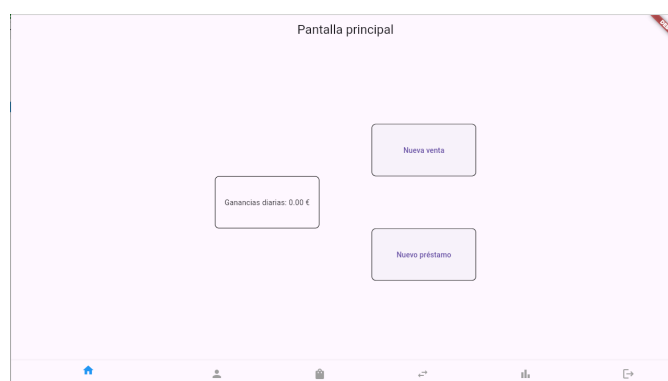 Pantalla principal
Nueva venta
Ganancias diarias: 0.00 €
Nuevo préstamo